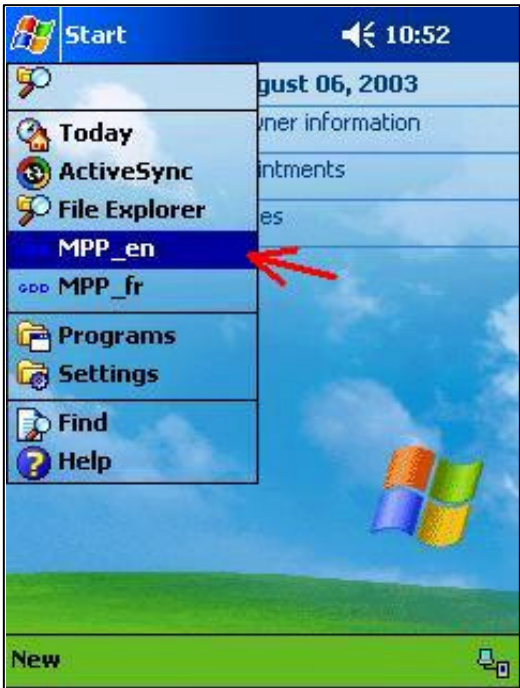 Start 10:52
gust 06, 2003
Today
ner information
ActiveSync
intments
File Explorer
es
MPP_en
GDD MPP_fr
Programs
Settings
Find
Help
New